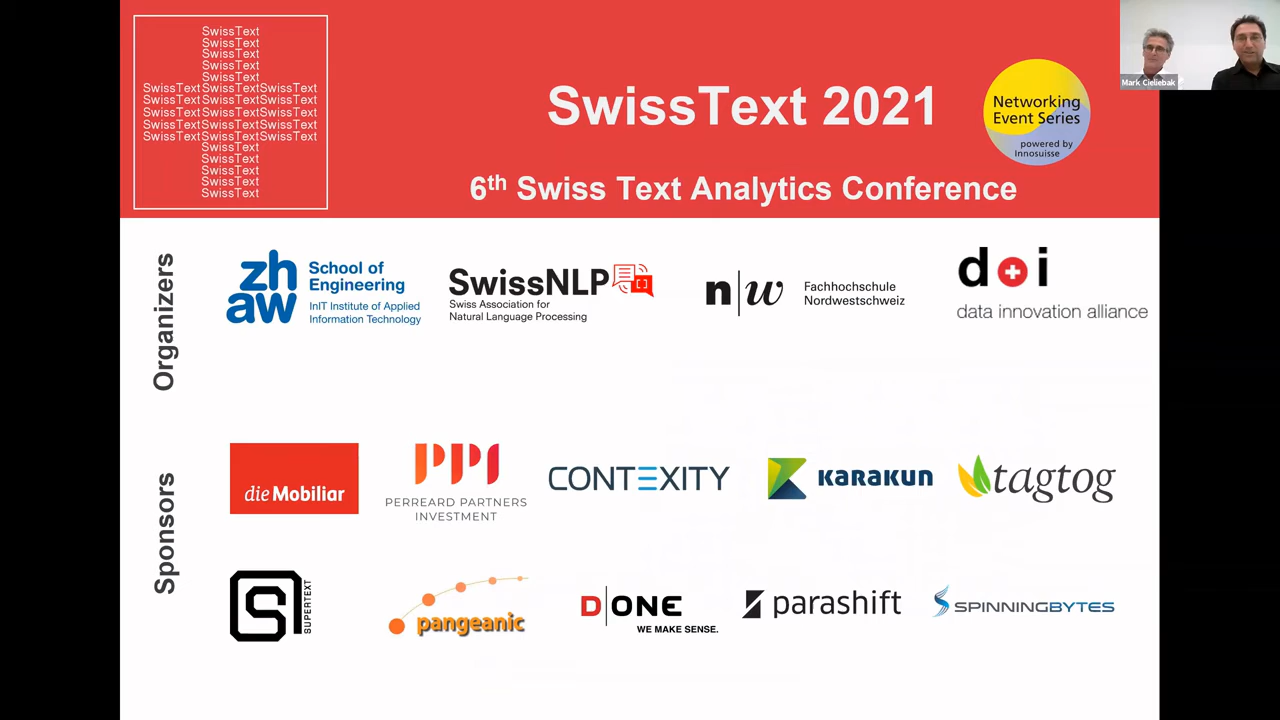 SwissText
SwissText
SwissText
SwissText
SwissText
SwissTextSwissTextSwissText
SwissTextSwissTextSwissText
SwissTextSwissTextSwissText
SwissTextSwissTextSwissText
SwissTextSwissTextSwissText
SwissText
SwissText
SwissText
SwissText
SwissText
SwissText 2021
6th Swiss Text Analytics Conference
Networking
Event Series
powered by
Innosuisse
Mark Cieliebak
Organizers
zh
aw
School of
Engineering
InIT Institute of Applied
Information Technology
SwissNLP
Swiss Association for
Natural Language Processing
n|w
Fachhochschule
Nordwestschweiz
d+i
data innovation alliance
Sponsors
die Mobiliar
PPI
PERREARD PARTNERS
INVESTMENT
CONTEXITY
KARAKUN
tagtog
S
SUPERTEXT
pangeanic
D|ONE
WE MAKE SENSE.
parashift
SPINNINGBYTES